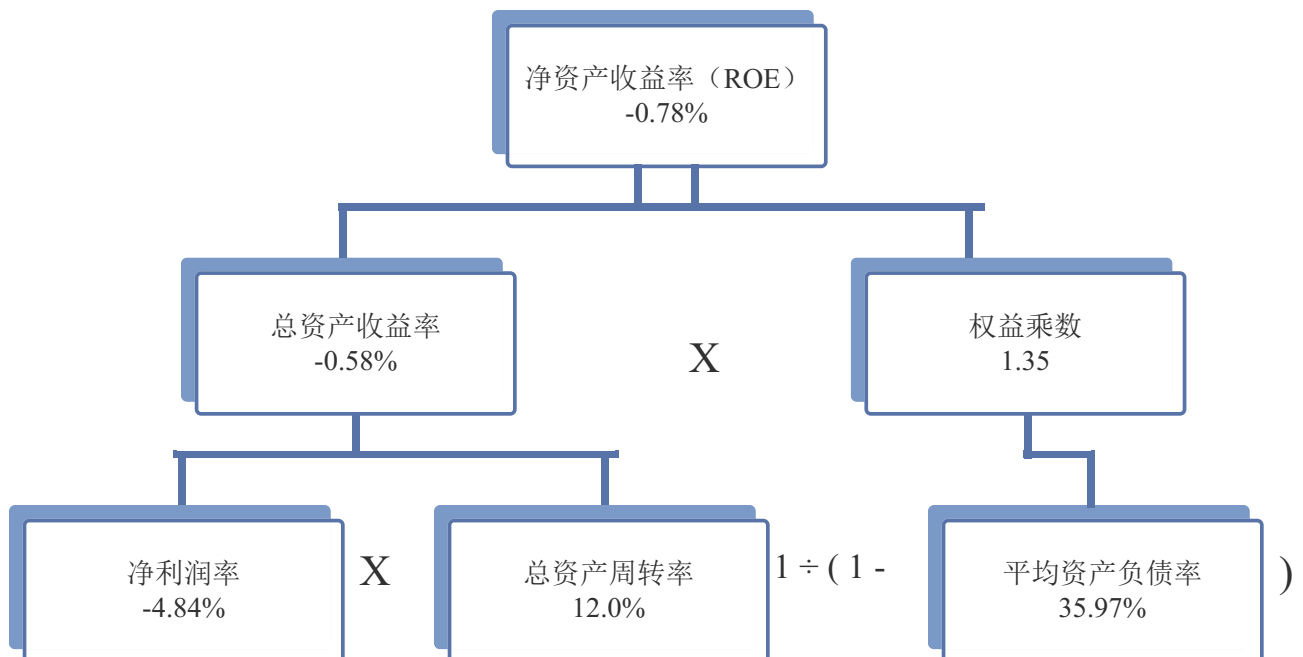 净资产收益率（ROE）
-0.78%
总资产收益率
-0.58%
X
权益乘数
1.35
净利润率
-4.84%
X
总资产周转率
12.0%
1 ÷ ( 1 -
平均资产负债率
35.97%
)